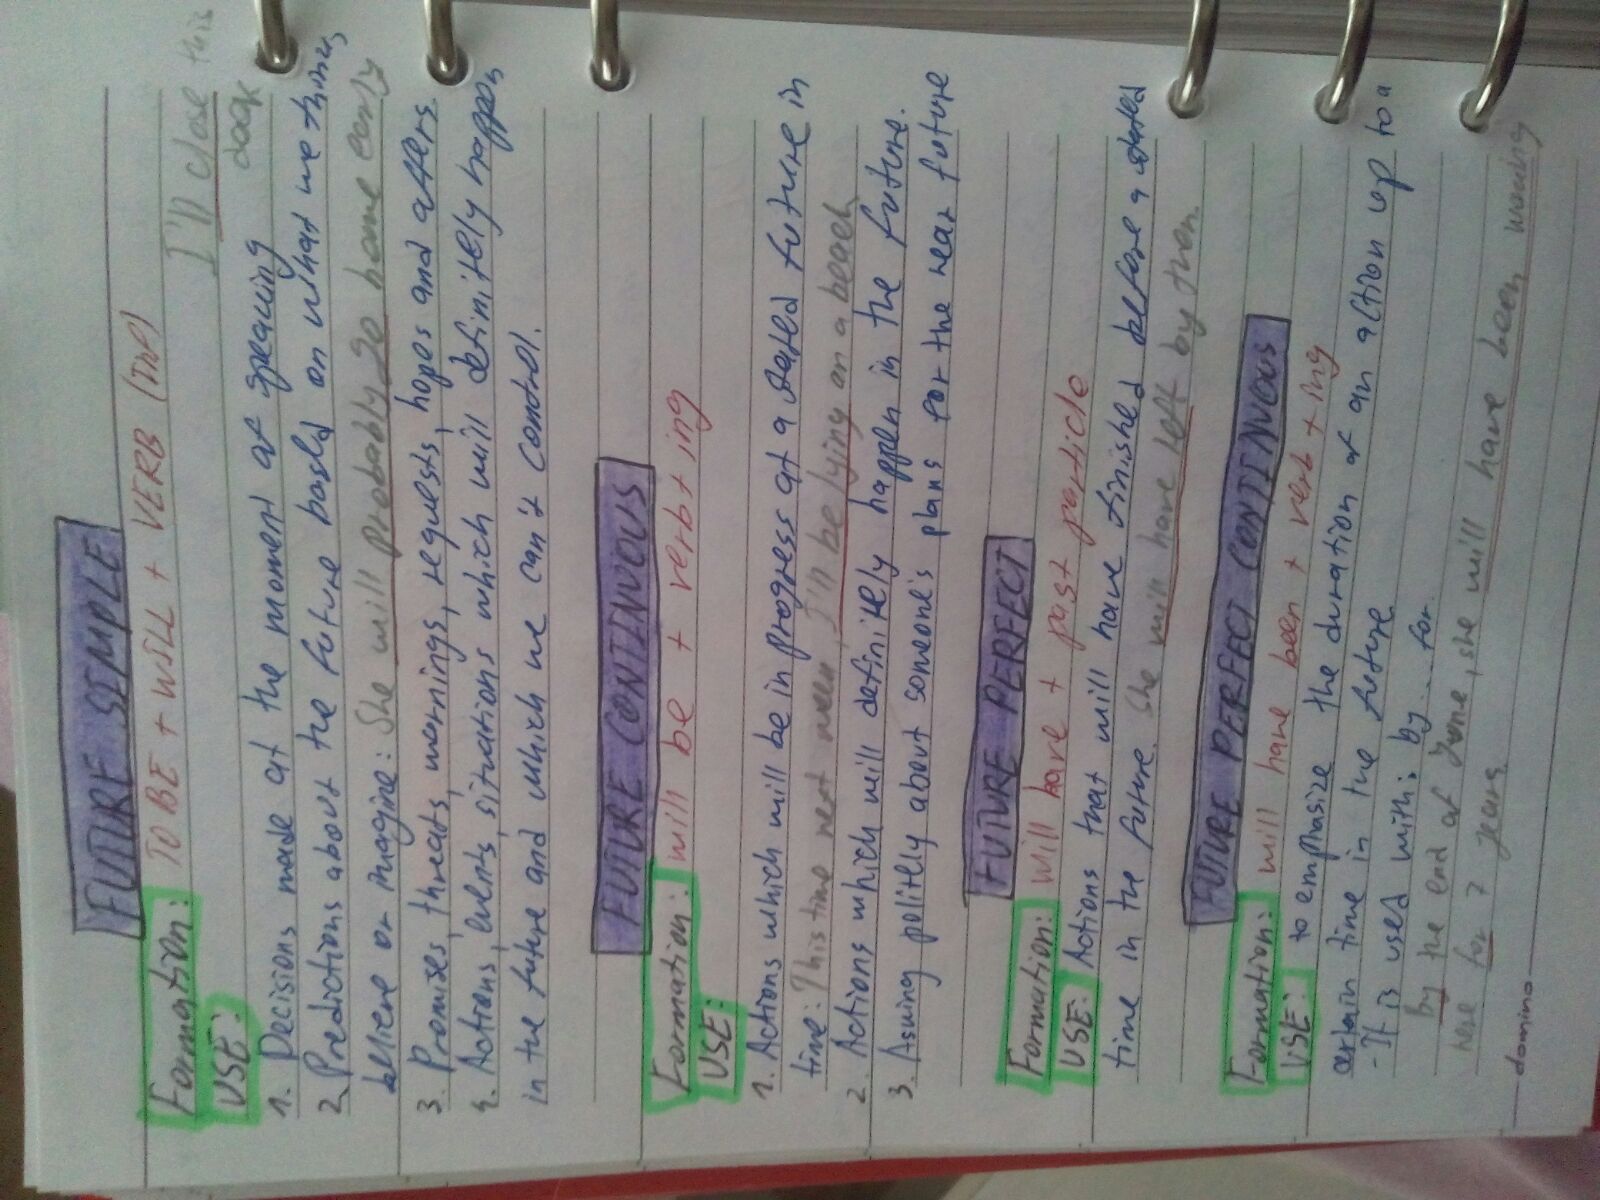 FUTURE SIMPLE
Formation: TO BE + WILL + VERB (Inf)
USE:
I'll close this
door
1. Decisions made at the moment of speaking
2. Predictions about the future based on what we think,
believe or imagine: She will probably go home early
3. Promises, threats, warnings, requests, hopes and offers.
4. Actions, events, situations which will definitely happen
in the future and which we can't control.
FUTURE CONTINUOUS
Formation: will be + verb + ing
USE:
1. Actions which will be in progress at a stated future in
time: This time next week, I'll be lying on a beach
2. Actions which will definitely happen in the future.
3. Asking politely about someone's plans for the near future
FUTURE PERFECT
Formation: will have + past particle
USE: Actions that will have finished before a stated
time in the future. She will have left by then.
FUTURE PERFECT CONTINUOUS
Formation: will have been + verb + ing
USE: to emphasize the duration of an action up to a
certain time in the future
- It is used with: by... for
By the end of June, she will have been working
here for 7 years
domino